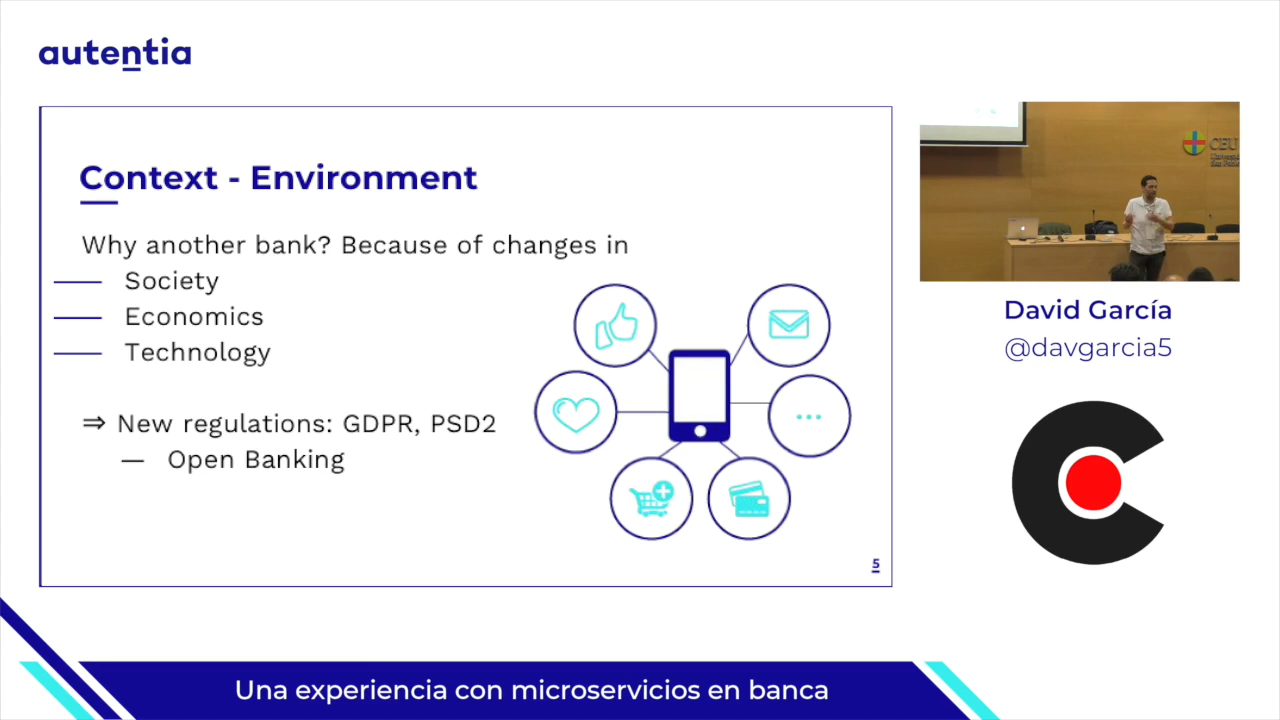 autentia
Context - Environment
Why another bank? Because of changes in
Society
Economics
Technology
⇒ New regulations: GDPR, PSD2
— Open Banking
5
CEU
David García
@davgarcia5
Una experiencia con microservicios en banca